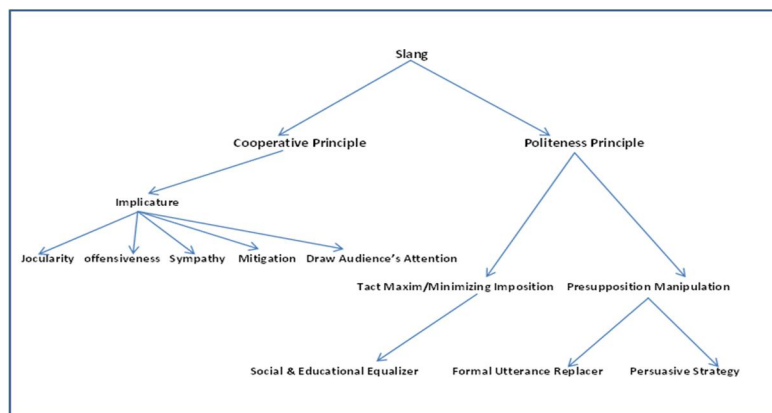 Slang
Cooperative Principle Politeness Principle
Implicature
Jocularity offensiveness Sympathy Mitigation Draw Audience's Attention
Tact Maxim/Minimizing Imposition Presupposition Manipulation
Social & Educational Equalizer Formal Utterance Replacer Persuasive Strategy